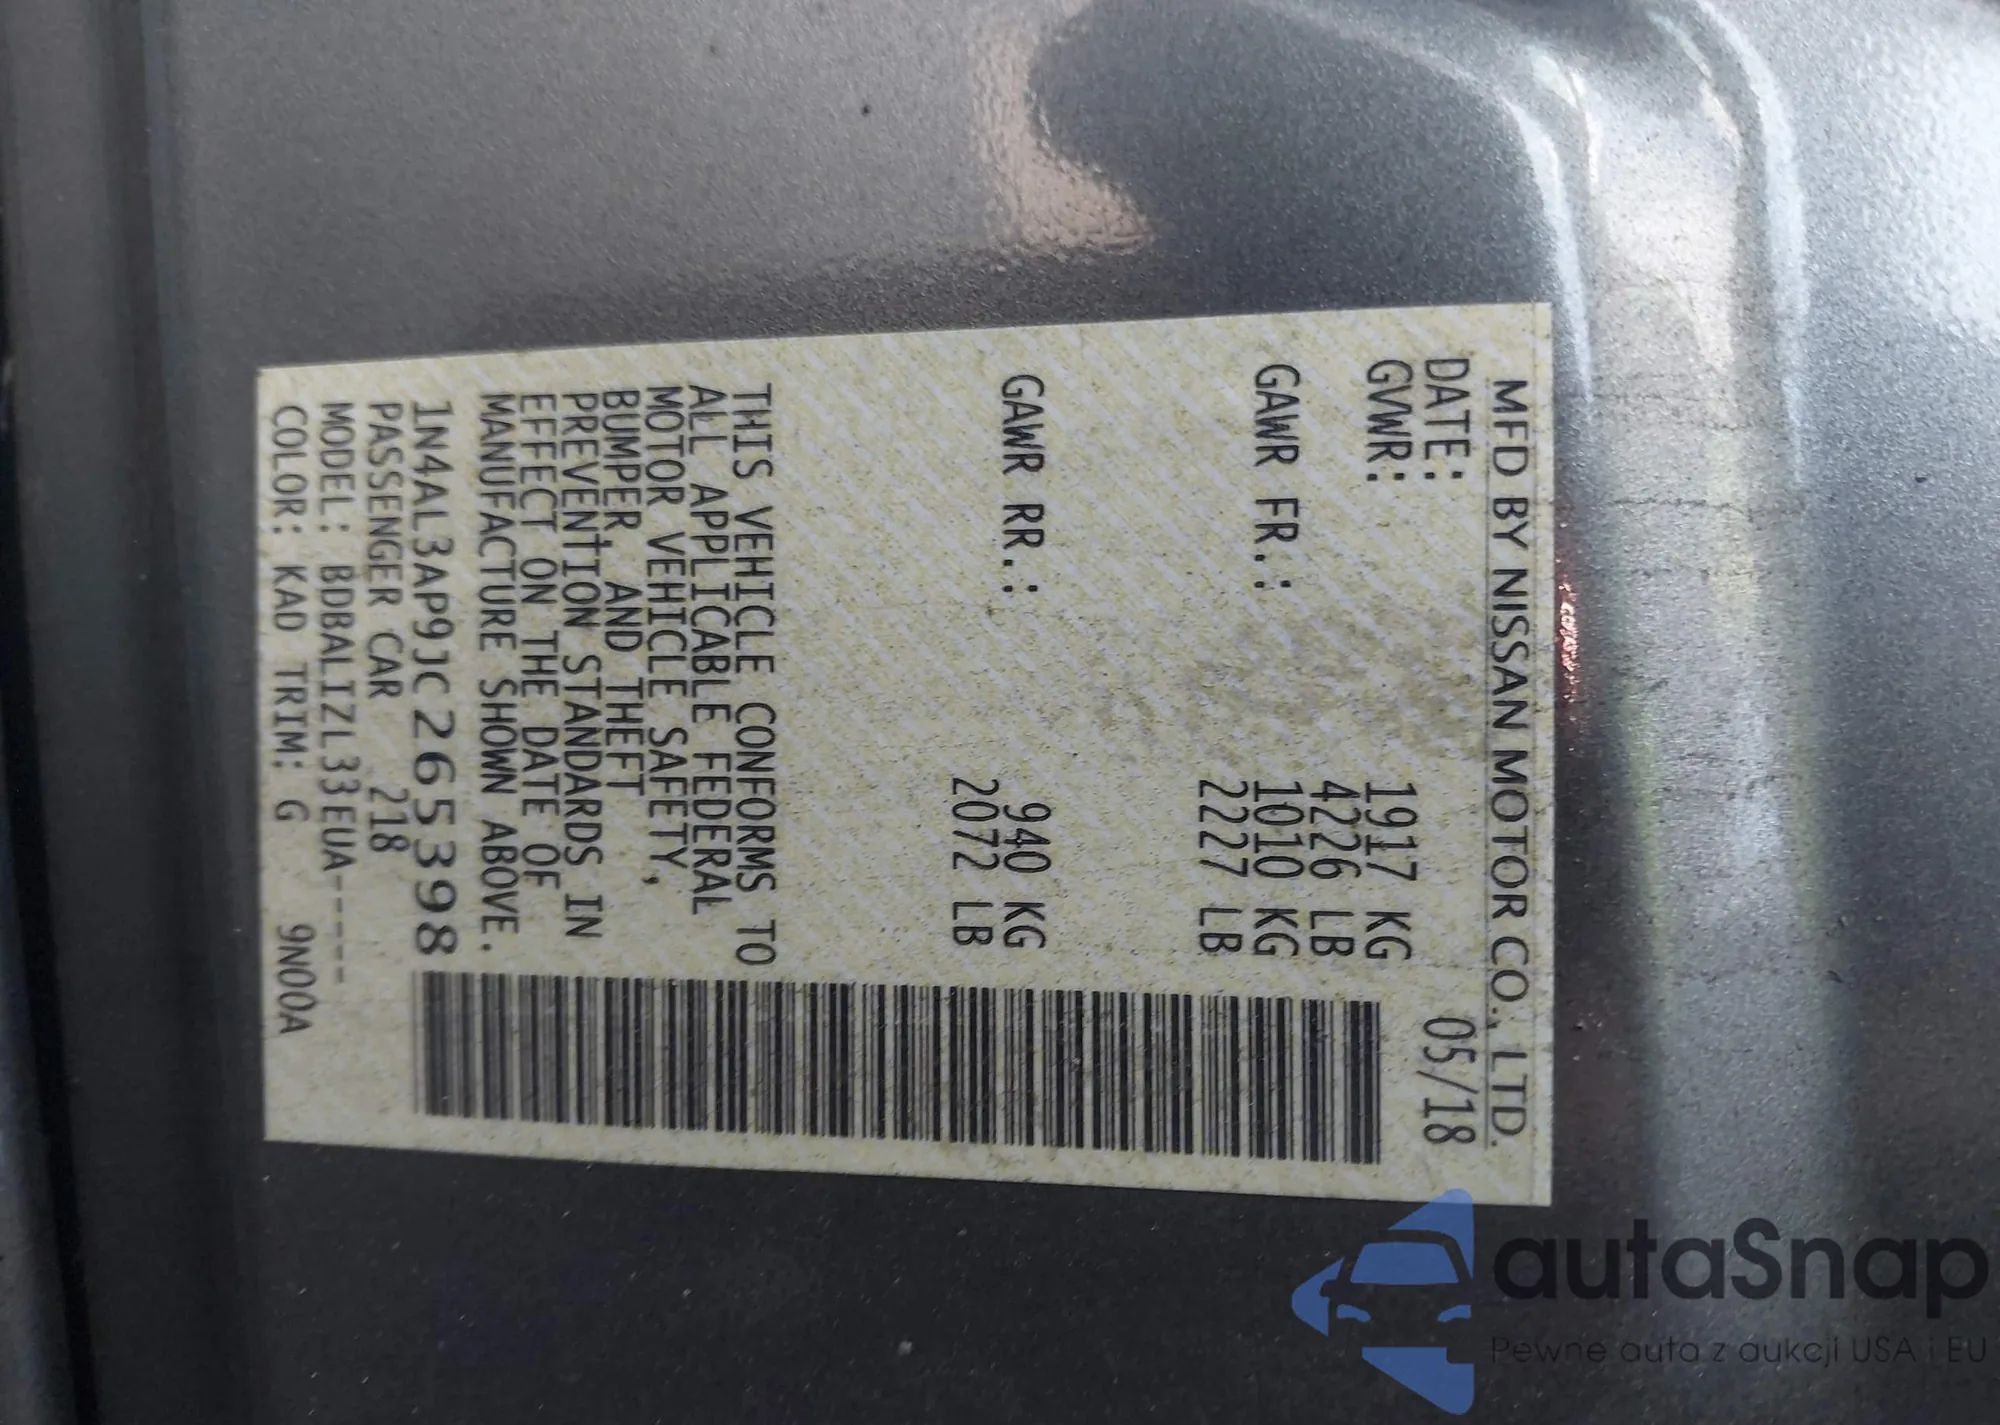 MFD BY NISSAN MOTOR CO., LTD.
DATE: 05/18
GVWR: 1917 KG
4226 LB
GAWR FR.: 1010 KG
2227 LB
GAWR RR.: 940 KG
2072 LB
THIS VEHICLE CONFORMS TO
ALL APPLICABLE FEDERAL
MOTOR VEHICLE SAFETY,
BUMPER, AND THEFT
PREVENTION STANDARDS IN
EFFECT ON THE DATE OF
MANUFACTURE SHOWN ABOVE.
1N4AL3AP9JC265398
PASSENGER CAR 218
MODEL: BDBALIZL33EUA-----
COLOR: KAD TRIM: G 9N00A
autaSnap
Pewne auta z aukcji USA i EU